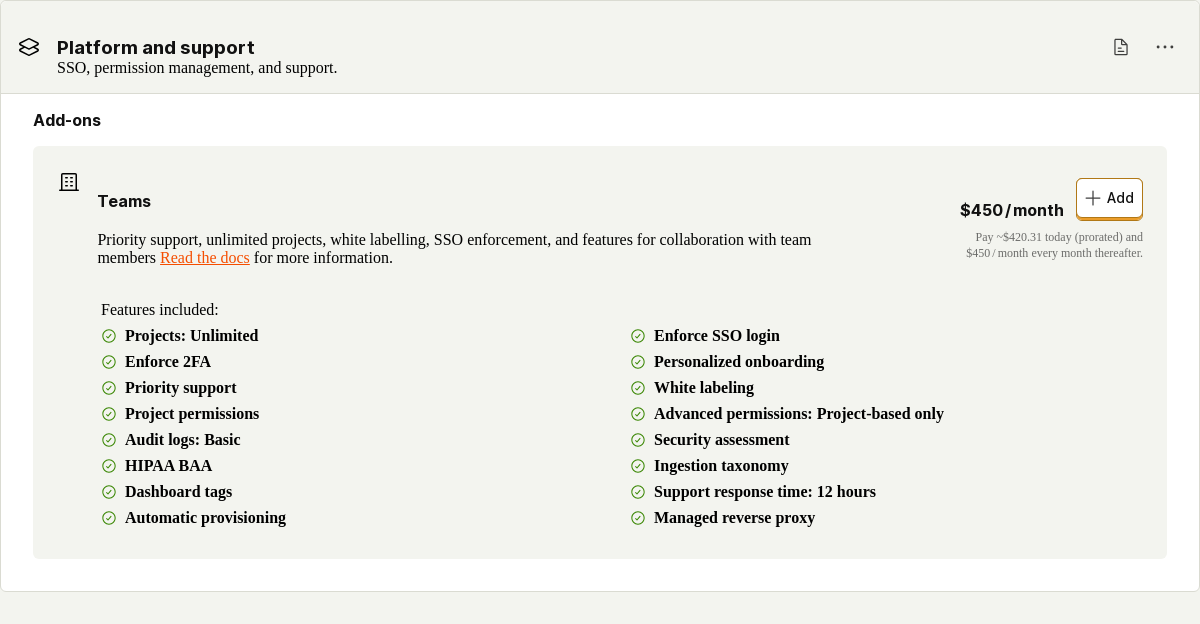 Platform and support
SSO, permission management, and support.
Add-ons
Teams
$450/month
Add
Priority support, unlimited projects, white labelling, SSO enforcement, and features for collaboration with team
members Read the docs for more information.
Pay ~$420.31 today (prorated) and
$450/month every month thereafter.
Features included:
Projects: Unlimited
Enforce 2FA
Priority support
Project permissions
Audit logs: Basic
HIPAA BAA
Dashboard tags
Automatic provisioning
Enforce SSO login
Personalized onboarding
White labeling
Advanced permissions: Project-based only
Security assessment
Ingestion taxonomy
Support response time: 12 hours
Managed reverse proxy